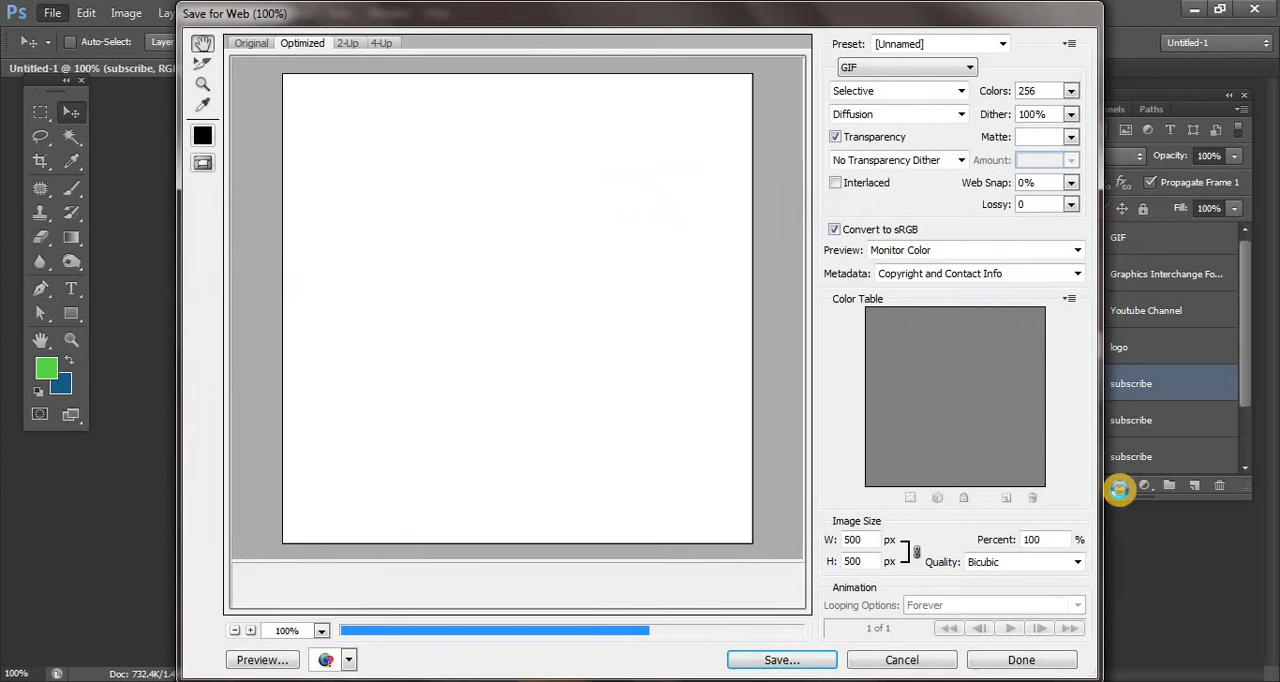 Ps File Edit Image La
Save for Web (100%)
Auto-Select: Layer
Untitled-1
Untitled-1 @ 100% (subscribe, RG
Original Optimized 2-Up 4-Up
Preset: [Unnamed]
GIF
Selective Colors: 256
Diffusion Dither: 100%
Transparency Matte:
No Transparency Dither Amount:
Interlaced Web Snap: 0%
Lossy: 0
Convert to sRGB
Preview: Monitor Color
Metadata: Copyright and Contact Info
Color Table
Image Size
W: 500 px Percent: 100 %
H: 500 px Quality: Bicubic
Animation
Looping Options: Forever
1 of 1
100%
Preview... Save... Cancel Done
100% Doc: 732.4K/1.4
nels Paths
Opacity: 100%
Propagate Frame 1
Fill: 100%
GIF
Graphics Interchange Fo...
Youtube Channel
logo
subscribe
subscribe
subscribe